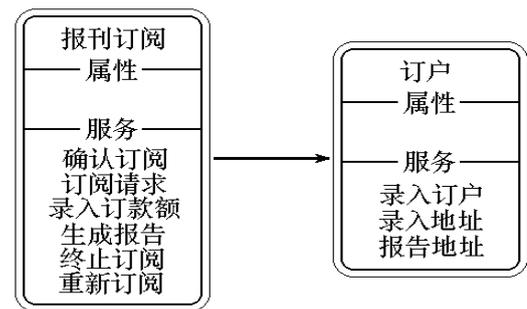 报刊订阅
属性
服务
确认订阅
订阅请求
录入订款额
生成报告
终止订阅
重新订阅
订户
属性
服务
录入订户
录入地址
报告地址